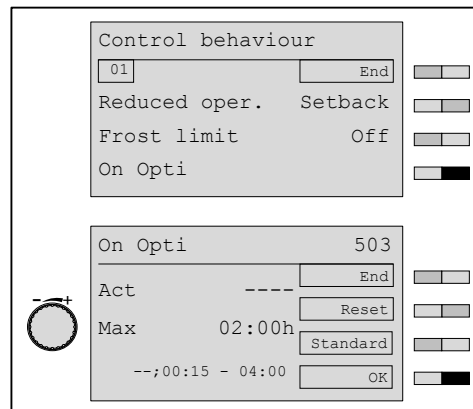 Control behaviour
01 End
Reduced oper. Setback
Frost limit Off
On Opti
On Opti 503
End
Act ----
Reset
Max 02:00h
Standard
--;00:15 - 04:00
OK
- +